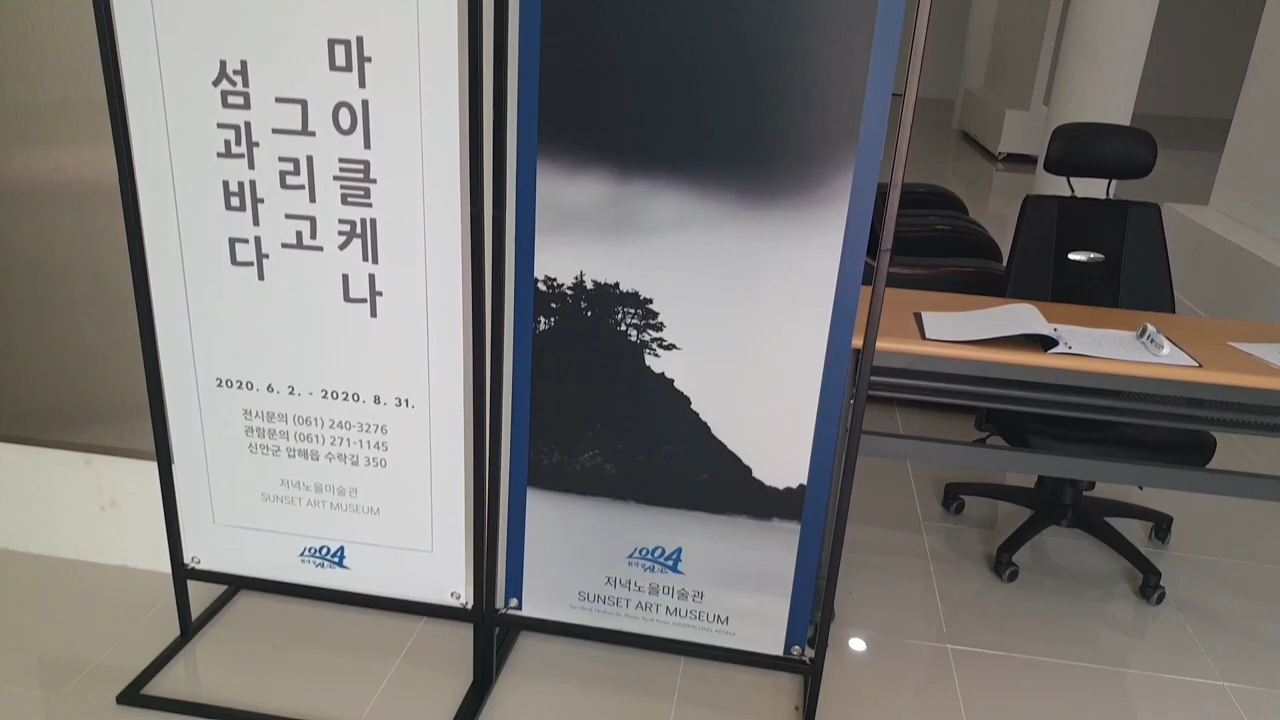 마이클케나
그리고
섬과바다
2020. 6. 2. - 2020. 8. 31.
전시문의 (061) 240-3276
관람문의 (061) 271-1145
신안군 압해읍 수락길 350
저녁노을미술관
SUNSET ART MUSEUM
1004
저녁노을미술관
SUNSET ART MUSEUM
1004